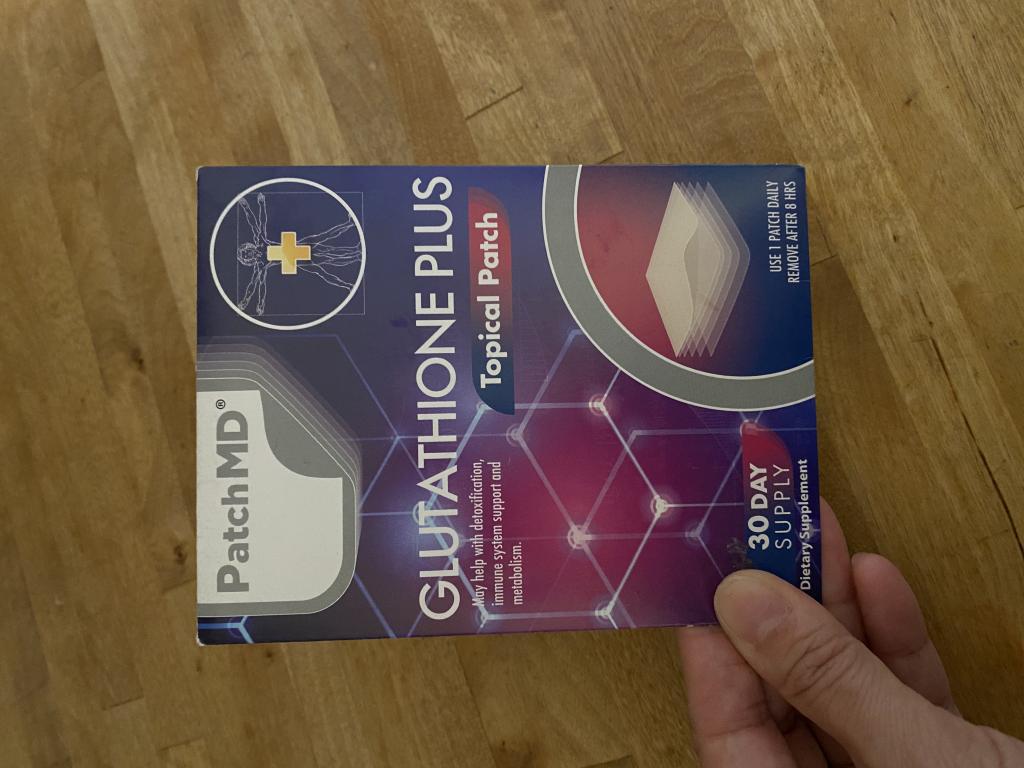 PatchMD®
GLUTATHIONE PLUS
Topical Patch
May help with detoxification,
immune system support and
metabolism.
30 DAY
SUPPLY
Dietary Supplement
USE 1 PATCH DAILY
REMOVE AFTER 8 HRS